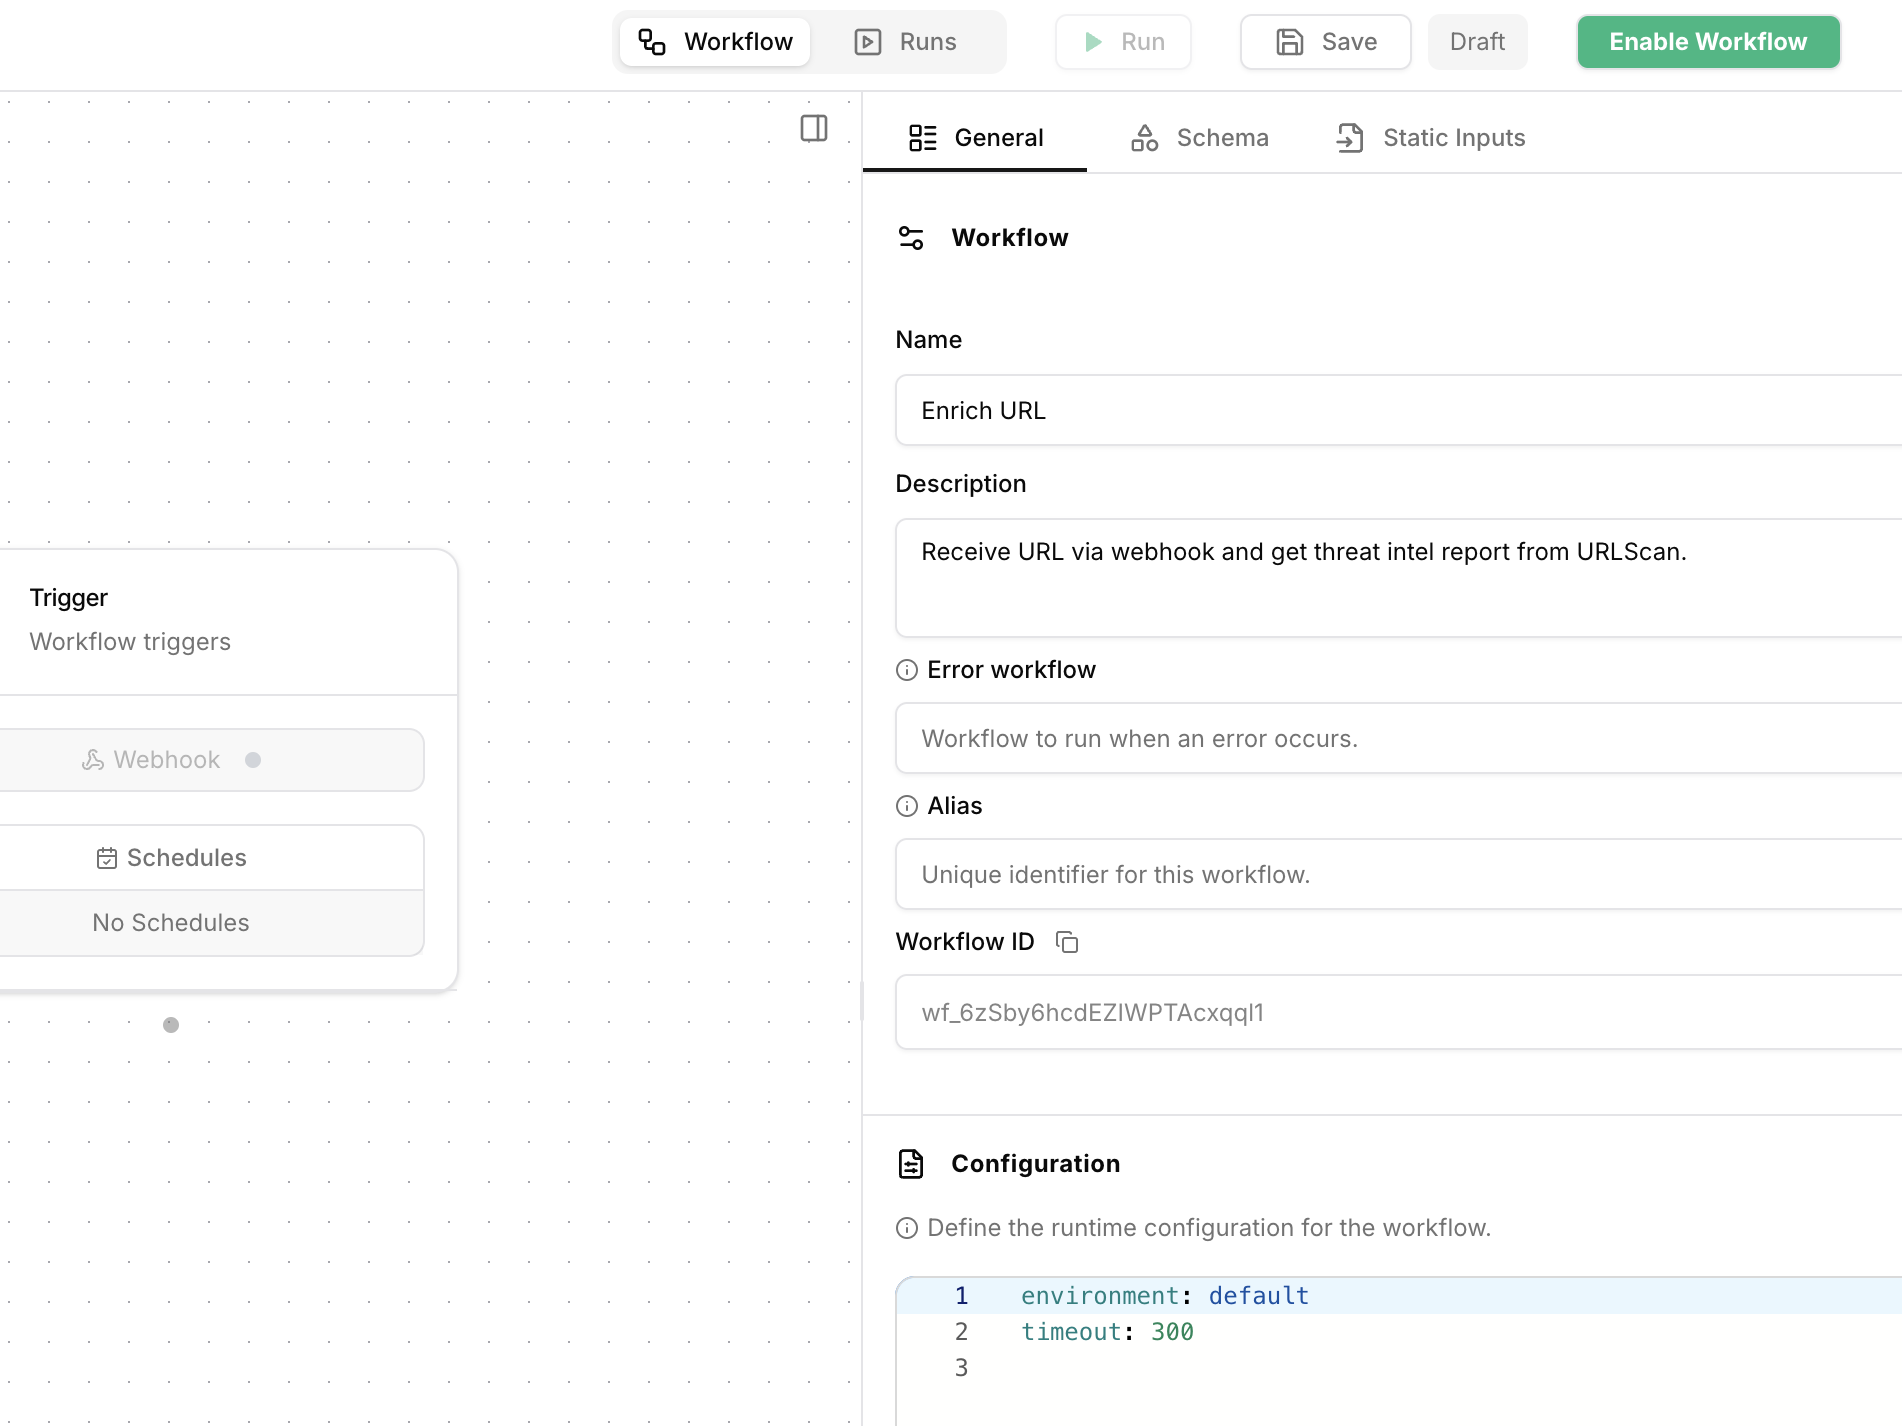 Workflow
Runs
Run
Save
Draft
Enable Workflow
General
Schema
Static Inputs
Workflow
Name
Enrich URL
Description
Receive URL via webhook and get threat intel report from URLScan.
Error workflow
Workflow to run when an error occurs.
Alias
Unique identifier for this workflow.
Workflow ID
wf_6zSby6hcdEZIWPTAcxqql1
Trigger
Workflow triggers
Webhook
Schedules
No Schedules
Configuration
Define the runtime configuration for the workflow.
1 environment: default
2 timeout: 300
3